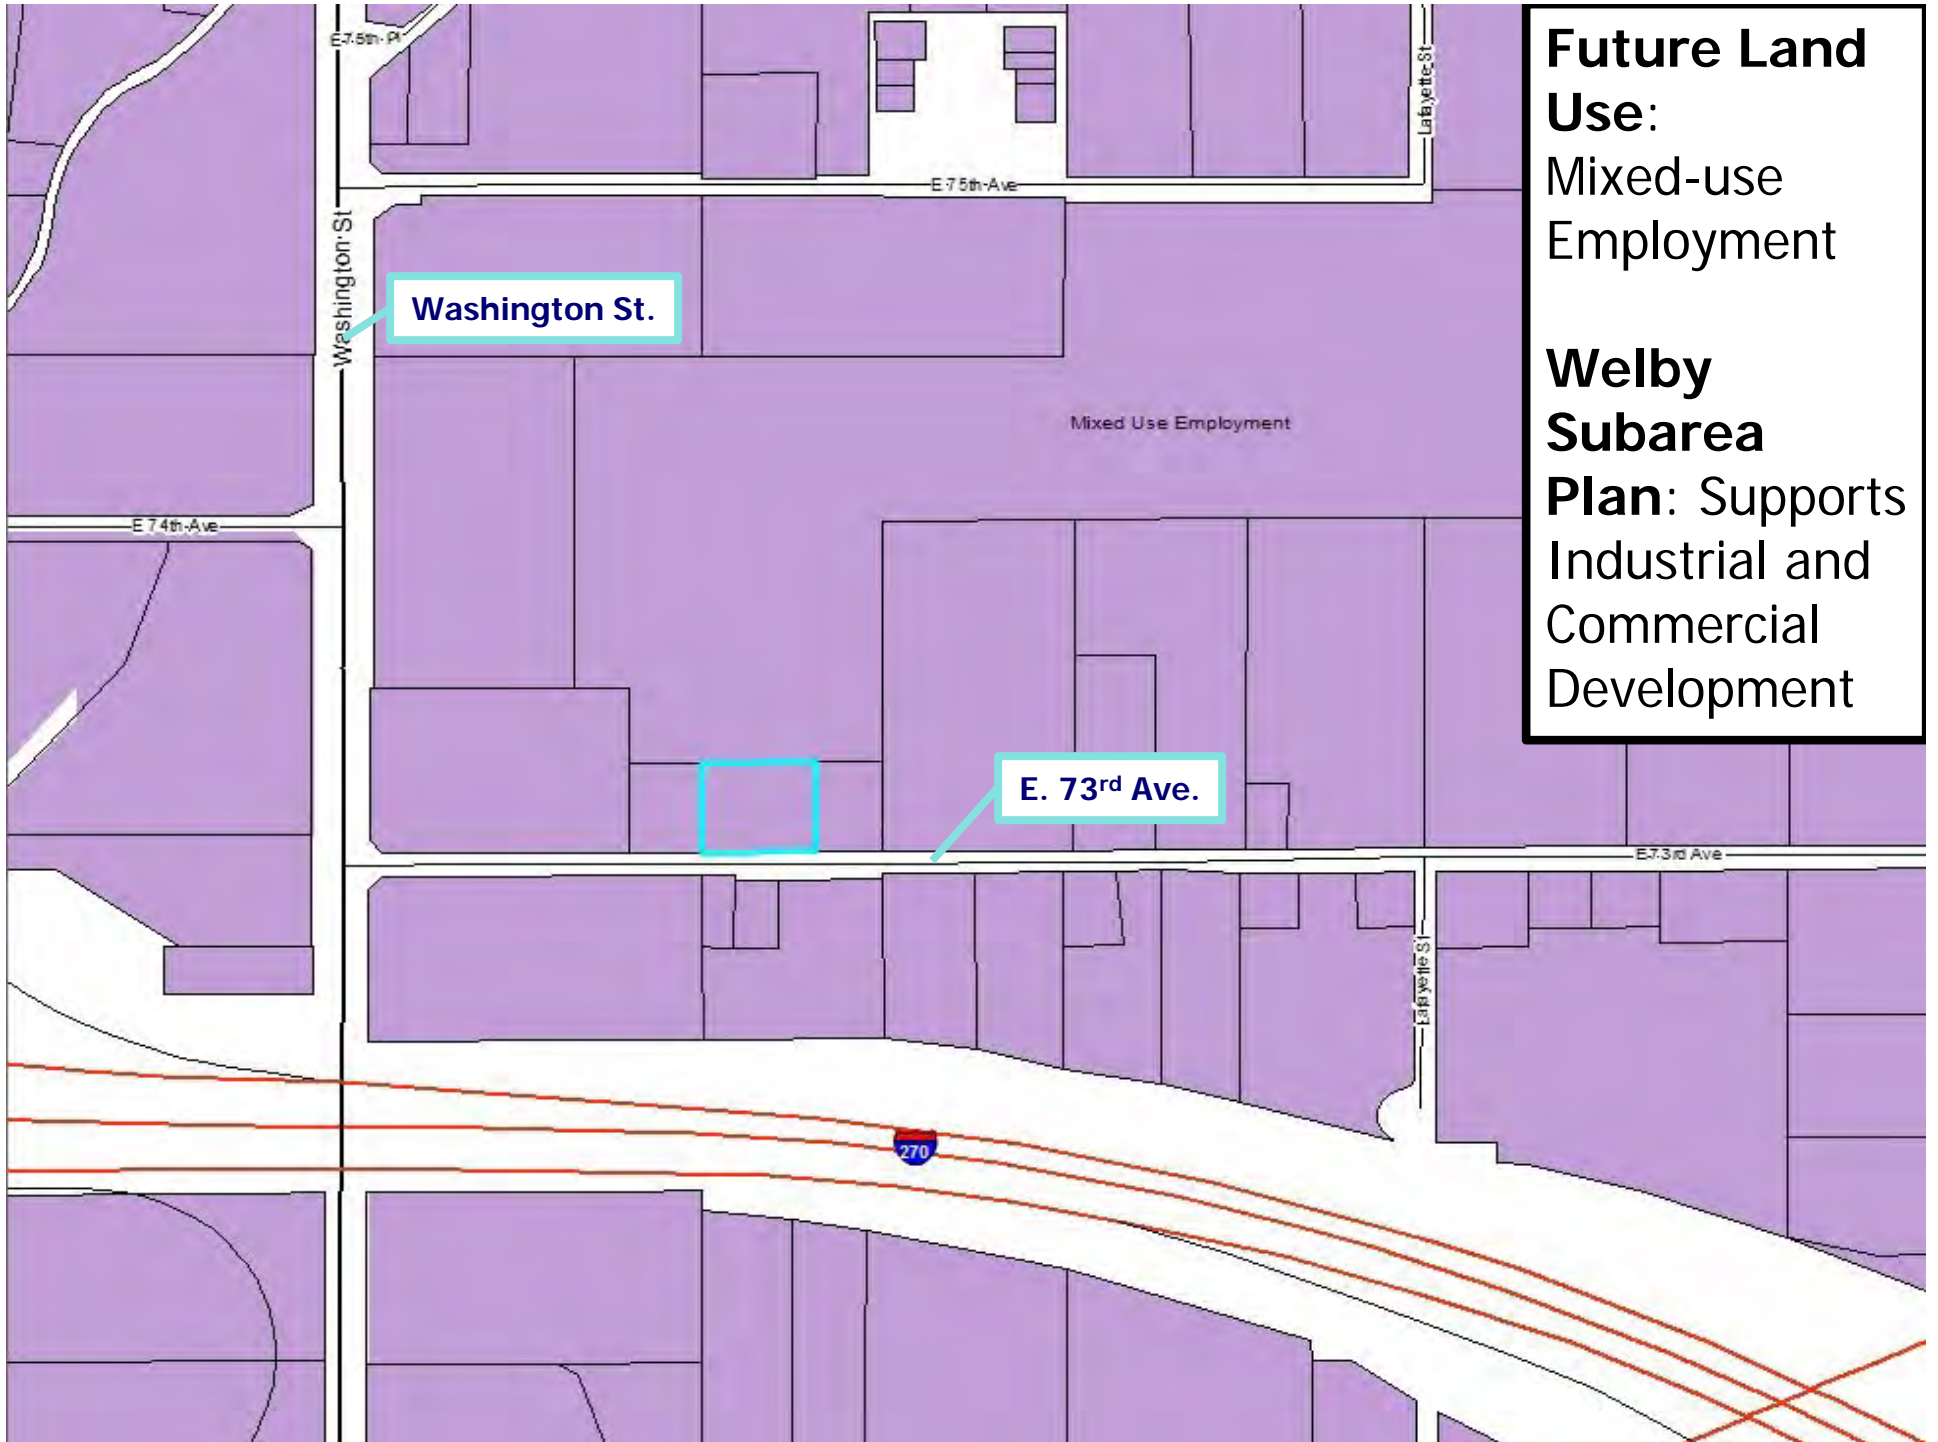 E 75th Pl
Lafayette St
E 75th Ave
Washington St
Washington St.
Mixed Use Employment
E 74th Ave
E. 73rd Ave.
E 73rd Ave
Lafayette St
270
Future Land
Use:
Mixed-use
Employment
Welby
Subarea
Plan: Supports
Industrial and
Commercial
Development